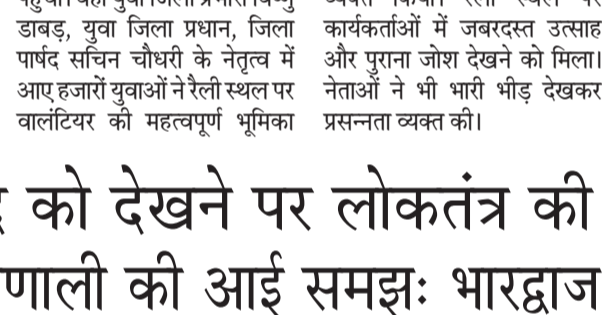 डाबड़, युवा जिला प्रधान, जिला
पार्षद सचिन चौधरी के नेतृत्व में
आए हजारों युवाओं ने रैली स्थल पर
वालंटियर की महत्वपूर्ण भूमिका
कार्यकर्ताओं में जबरदस्त उत्साह
और पुराना जोश देखने को मिला।
नेताओं ने भी भारी भीड़ देखकर
प्रसन्नता व्यक्त की।
को देखने पर लोकतंत्र की
णाली की आई समझः भारद्वाज